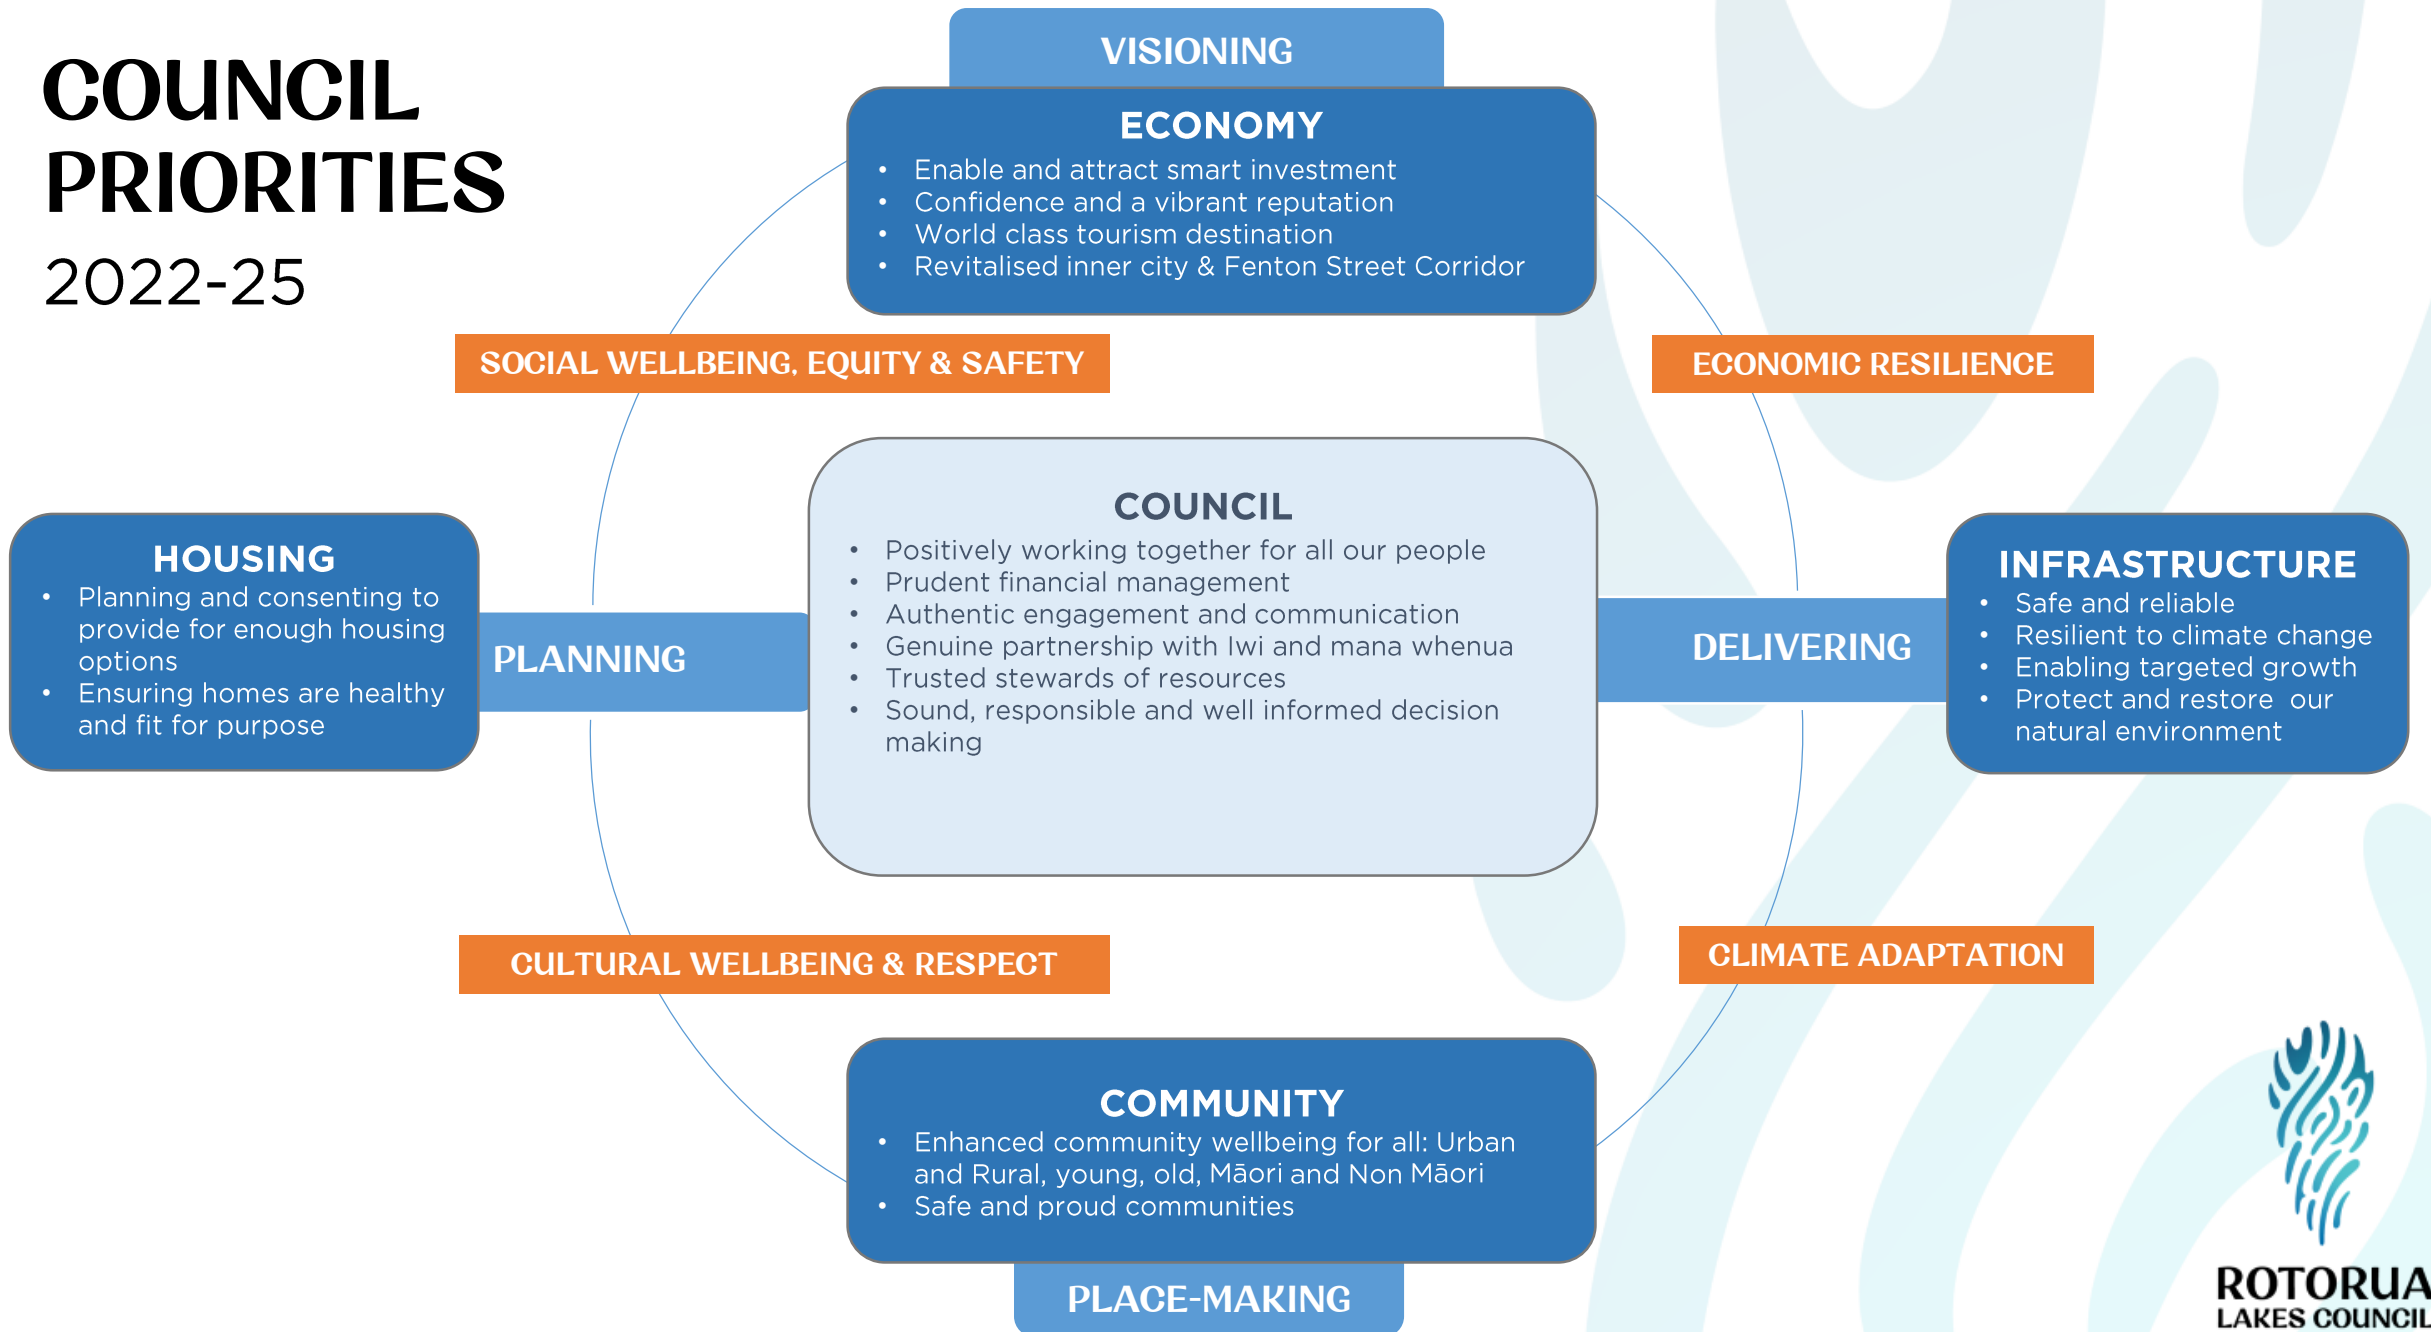 COUNCIL
PRIORITIES
2022-25
VISIONING
ECONOMY
• Enable and attract smart investment
• Confidence and a vibrant reputation
• World class tourism destination
• Revitalised inner city & Fenton Street Corridor
SOCIAL WELLBEING, EQUITY & SAFETY
ECONOMIC RESILIENCE
HOUSING
• Planning and consenting to
provide for enough housing
options
• Ensuring homes are healthy
and fit for purpose
PLANNING
COUNCIL
• Positively working together for all our people
• Prudent financial management
• Authentic engagement and communication
• Genuine partnership with Iwi and mana whenua
• Trusted stewards of resources
• Sound, responsible and well informed decision
making
DELIVERING
INFRASTRUCTURE
• Safe and reliable
• Resilient to climate change
• Enabling targeted growth
• Protect and restore our
natural environment
CULTURAL WELLBEING & RESPECT
CLIMATE ADAPTATION
COMMUNITY
• Enhanced community wellbeing for all: Urban
and Rural, young, old, Māori and Non Māori
• Safe and proud communities
PLACE-MAKING
ROTORUA
LAKES COUNCIL